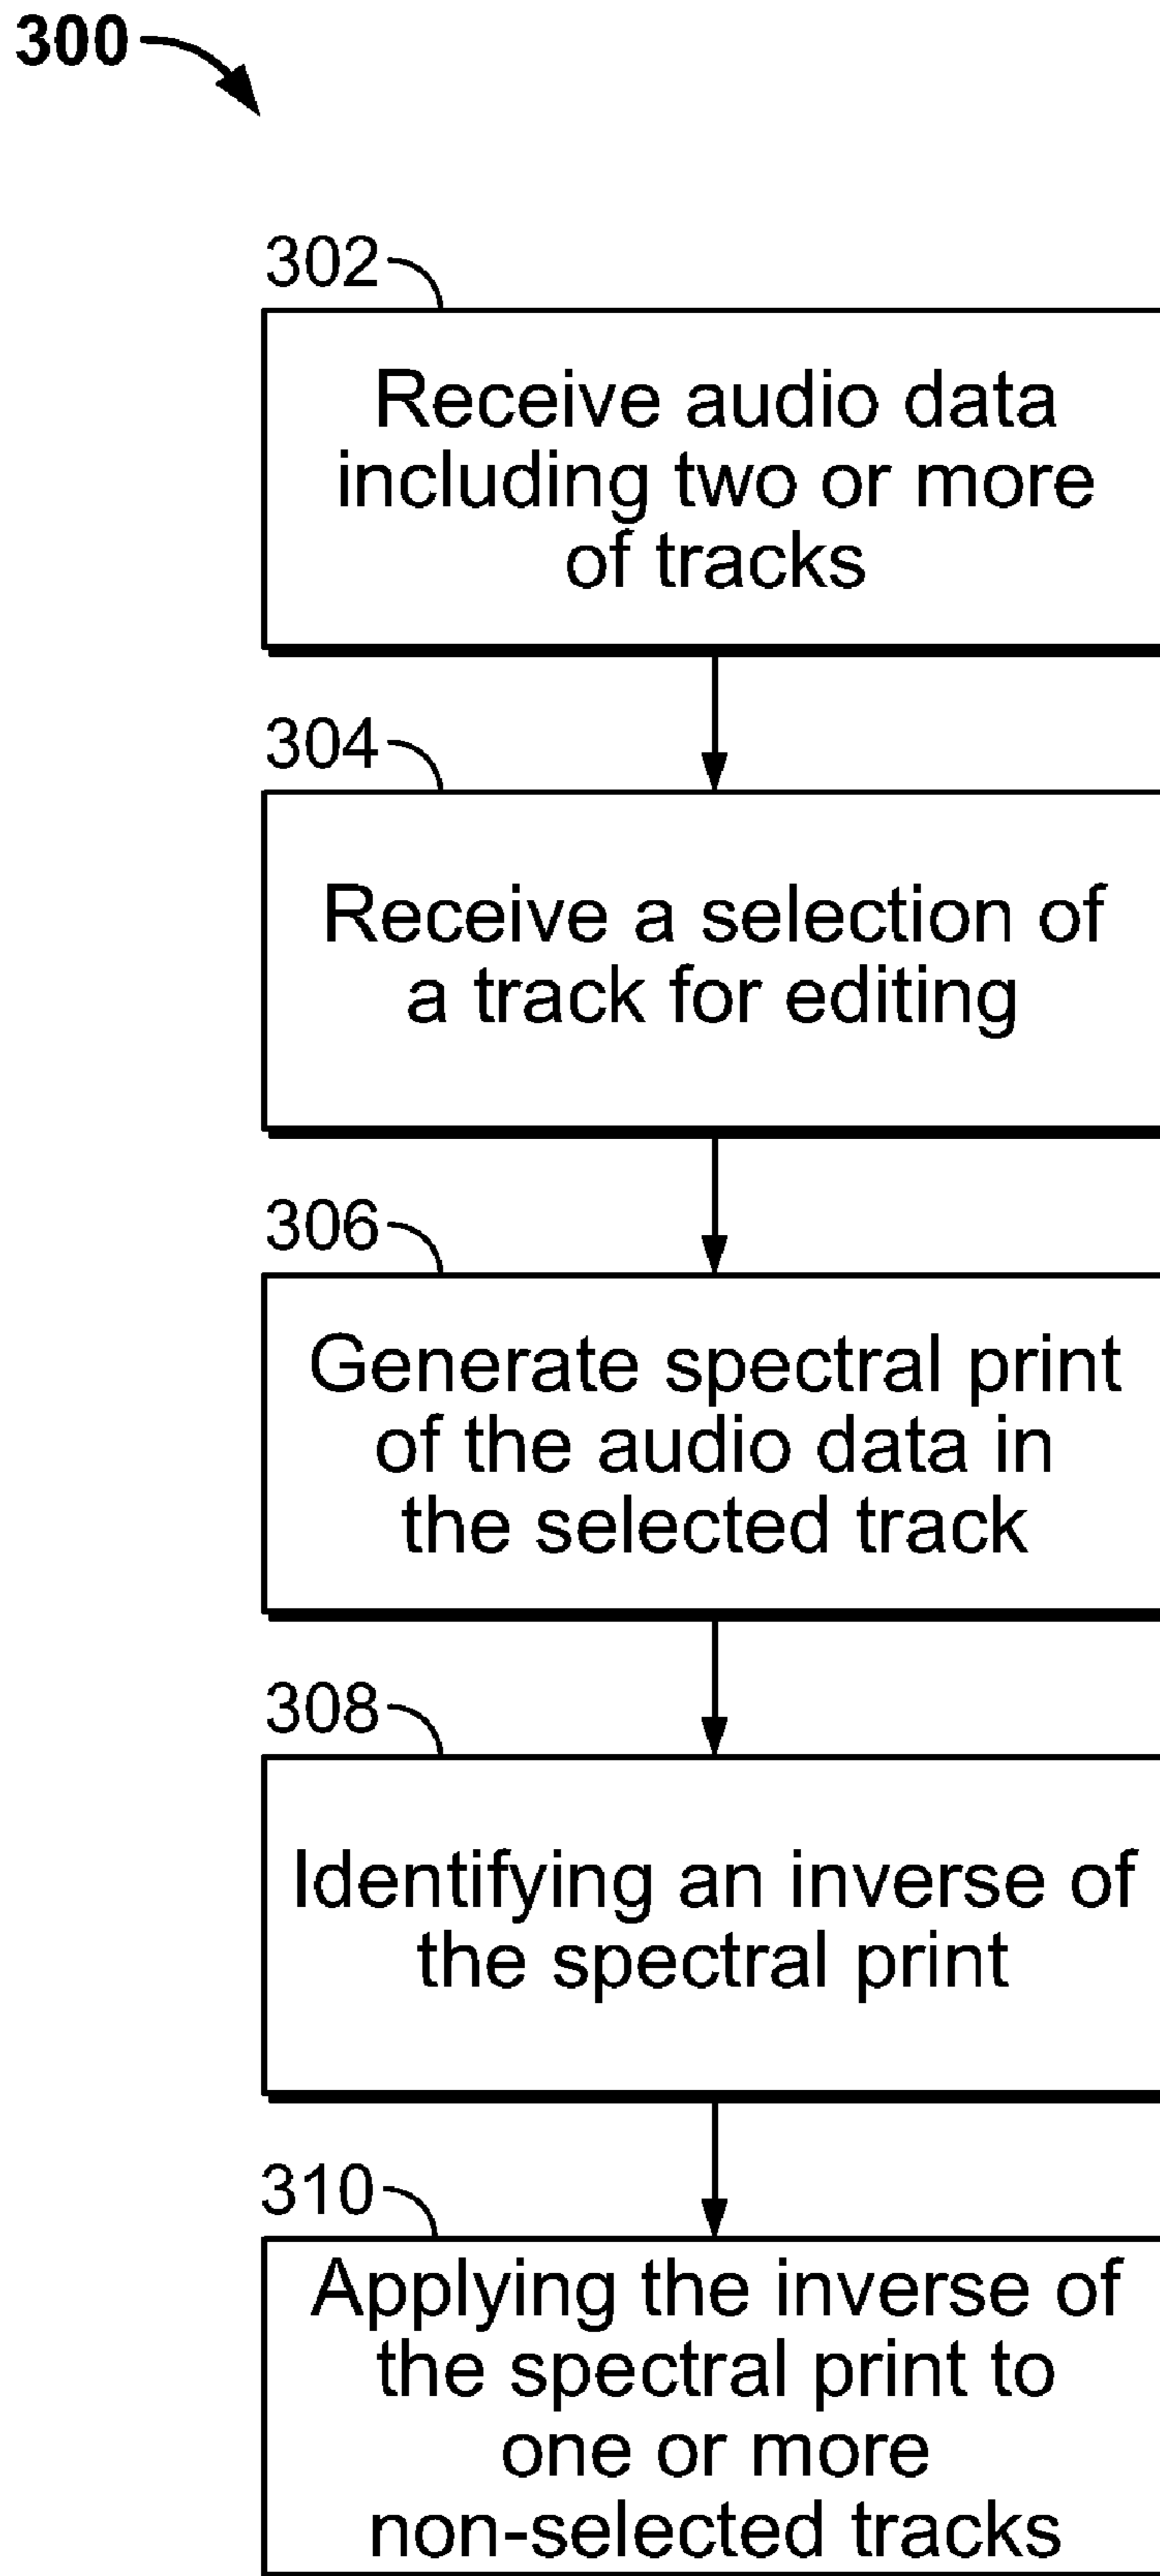 300
302
Receive audio data
including two or more
of tracks
304
Receive a selection of
a track for editing
306
Generate spectral print
of the audio data in
the selected track
308
Identifying an inverse of
the spectral print
310
Applying the inverse of
the spectral print to
one or more
non-selected tracks